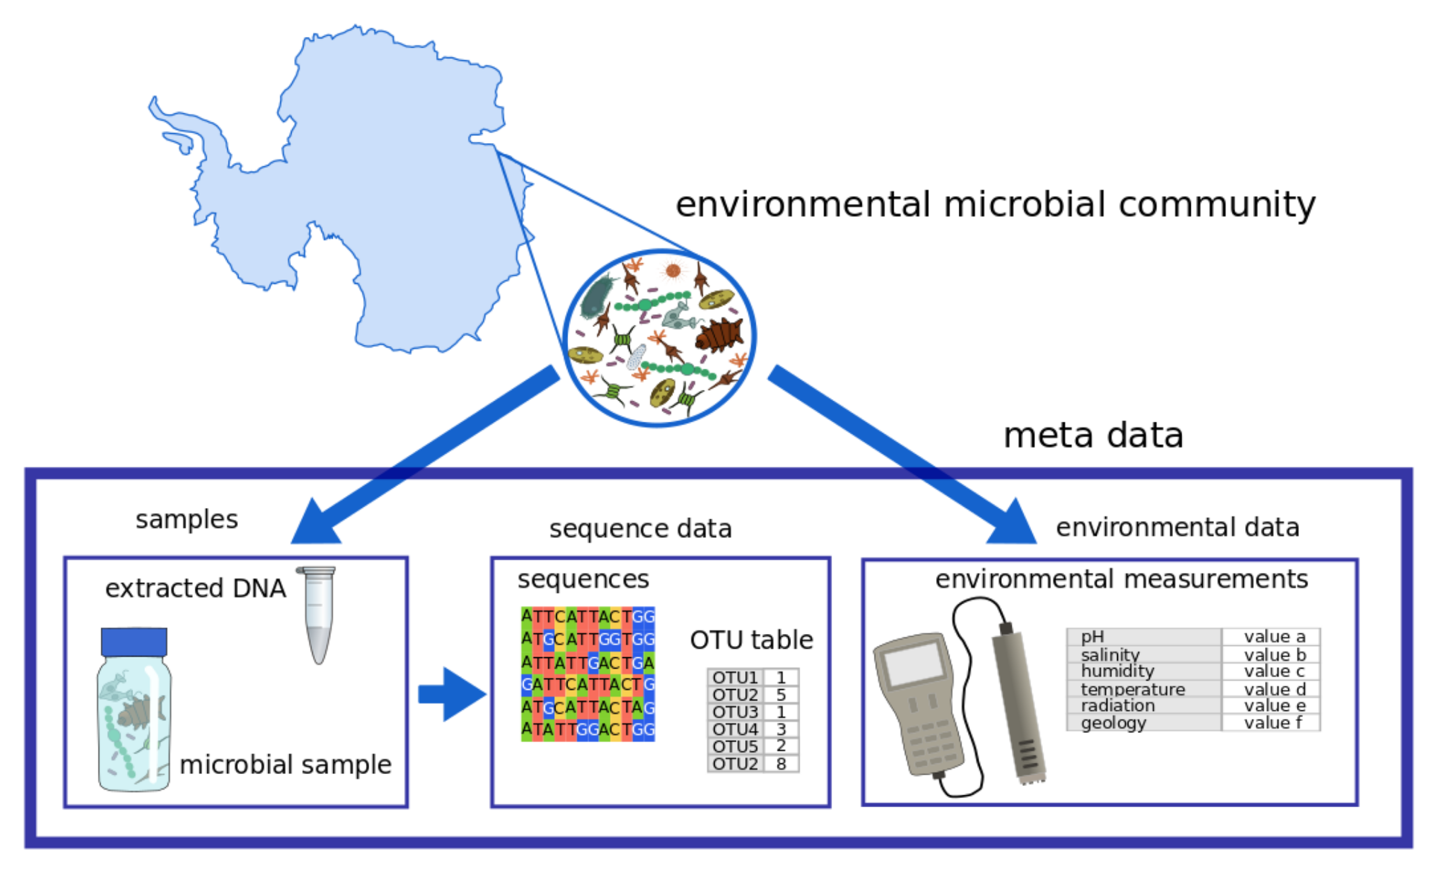 environmental microbial community
meta data
samples
extracted DNA
microbial sample
sequence data
sequences
ATTCATTACTGG
ATGCATTGGTGG
ATTATTGACTGA
GATTCATTACTG
ATGCATTACTAG
ATATTGGACTGG
OTU table
OTU1 1
OTU2 5
OTU3 1
OTU4 3
OTU5 2
OTU2 8
environmental data
environmental measurements
pH value a
salinity value b
humidity value c
temperature value d
radiation value e
geology value f